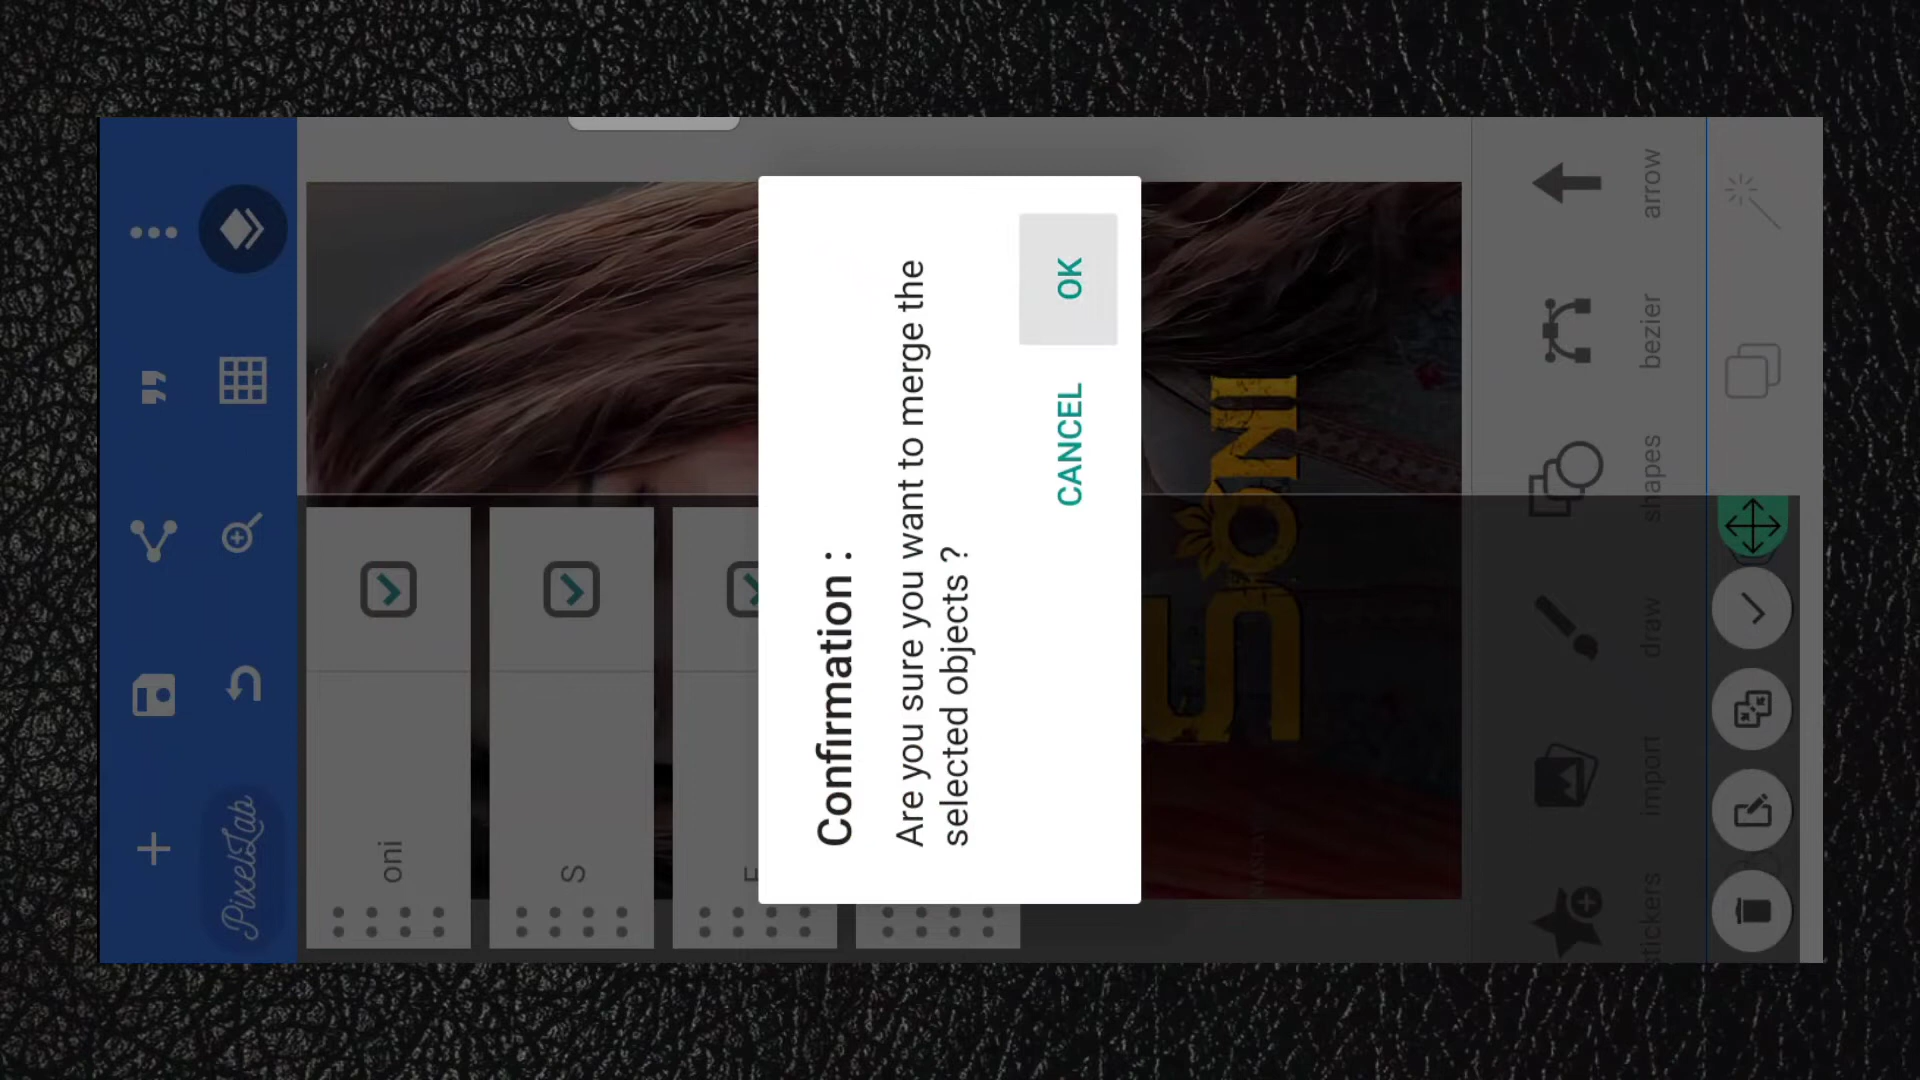 Confirmation :
Are you sure you want to merge the
selected objects ?
CANCEL OK
PixelLab
oni
S
arrow
bezier
shapes
draw
import
stickers